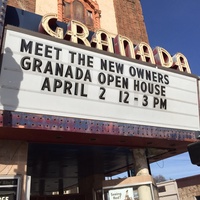 GRANADA
MEET THE NEW OWNERS
GRANADA OPEN HOUSE
APRIL 2 12-3 PM